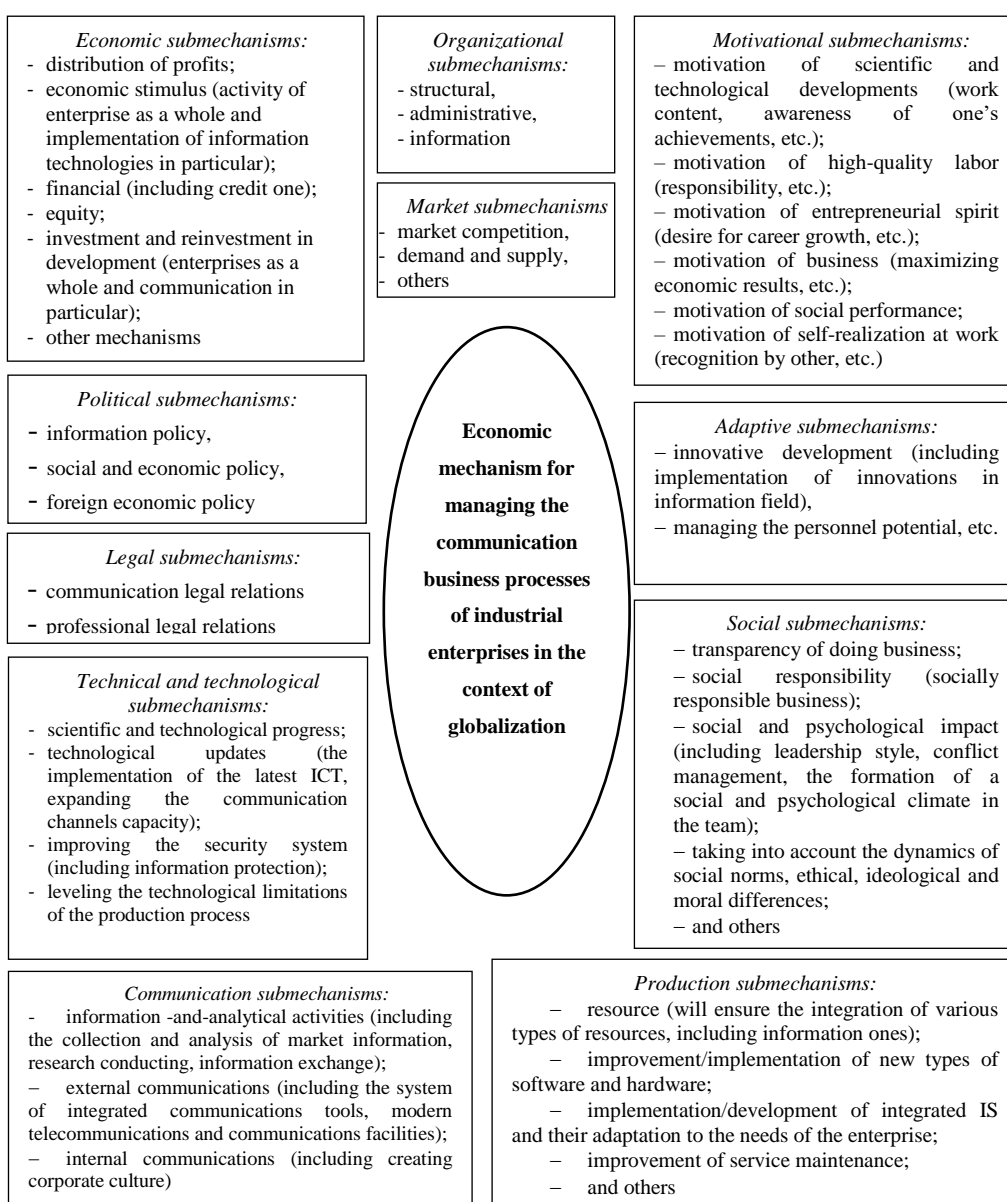 Economic submechanisms:
- distribution of profits;
- economic stimulus (activity of
enterprise as a whole and
implementation of information
technologies in particular);
- financial (including credit one);
- equity;
- investment and reinvestment in
development (enterprises as a
whole and communication in
particular);
- other mechanisms
Organizational
submechanisms:
- structural,
- administrative,
- information
Market submechanisms
- market competition,
- demand and supply,
- others
Motivational submechanisms:
– motivation of scientific and
technological developments (work
content, awareness of one’s
achievements, etc.);
– motivation of high-quality labor
(responsibility, etc.);
– motivation of entrepreneurial spirit
(desire for career growth, etc.);
– motivation of business (maximizing
economic results, etc.);
– motivation of social performance;
– motivation of self-realization at work
(recognition by other, etc.)
Political submechanisms:
- information policy,
- social and economic policy,
- foreign economic policy
Legal submechanisms:
- communication legal relations
- professional legal relations
Technical and technological
submechanisms:
- scientific and technological progress;
- technological updates (the
implementation of the latest ICT,
expanding the communication
channels capacity);
- improving the security system
(including information protection);
- leveling the technological limitations
of the production process
Economic
mechanism for
managing the
communication
business processes
of industrial
enterprises in the
context of
globalization
Adaptive submechanisms:
– innovative development (including
implementation of innovations in
information field),
– managing the personnel potential, etc.
Social submechanisms:
– transparency of doing business;
– social responsibility (socially
responsible business);
– social and psychological impact
(including leadership style, conflict
management, the formation of a
social and psychological climate in
the team);
– taking into account the dynamics of
social norms, ethical, ideological and
moral differences;
– and others
Communication submechanisms:
- information -and-analytical activities (including
the collection and analysis of market information,
research conducting, information exchange);
– external communications (including the system
of integrated communications tools, modern
telecommunications and communications facilities);
– internal communications (including creating
corporate culture)
Production submechanisms:
– resource (will ensure the integration of various
types of resources, including information ones);
– improvement/implementation of new types of
software and hardware;
– implementation/development of integrated IS
and their adaptation to the needs of the enterprise;
– improvement of service maintenance;
– and others